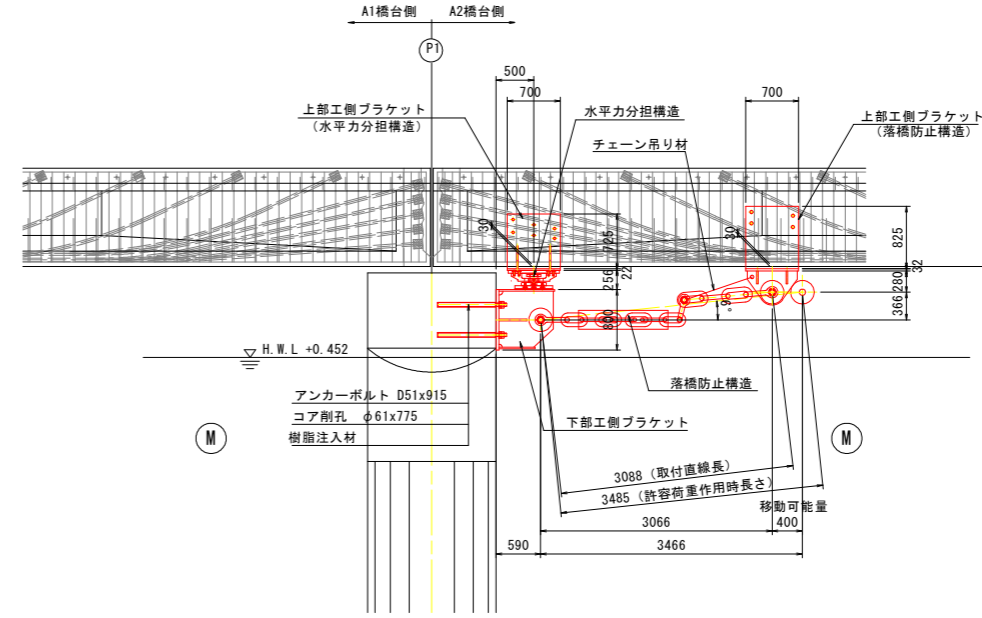 A1橋台側
A2橋台側
P1
500
700
700
上部工側ブラケット
(水平力分担構造)
水平力分担構造
チェーン吊り材
上部工側ブラケット
(落橋防止構造)
30
725
22
256
800
30
825
32
280
366
H.W.L +0.452
アンカーボルト D51x915
コア削孔 φ61x775
樹脂注入材
落橋防止構造
下部工側ブラケット
M
M
3088 (取付直線長)
3485 (許容荷重作用時長さ)
移動可能量
3066
400
590
3466